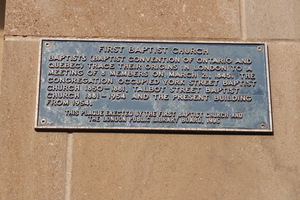 FIRST BAPTIST CHURCH
BAPTISTS (BAPTIST CONVENTION OF ONTARIO AND
QUEBEC) TRACE THEIR ORIGINS IN LONDON TO A
MEETING OF 8 MEMBERS ON MARCH 21, 1845. THE
CONGREGATION OCCUPIED YORK STREET BAPTIST
CHURCH 1850 - 1881, TALBOT STREET BAPTIST
CHURCH 1881 - 1954 AND THE PRESENT BUILDING
FROM 1954.
THIS PLAQUE ERECTED BY THE FIRST BAPTIST CHURCH AND
THE LONDON PUBLIC LIBRARY BOARD, 1995